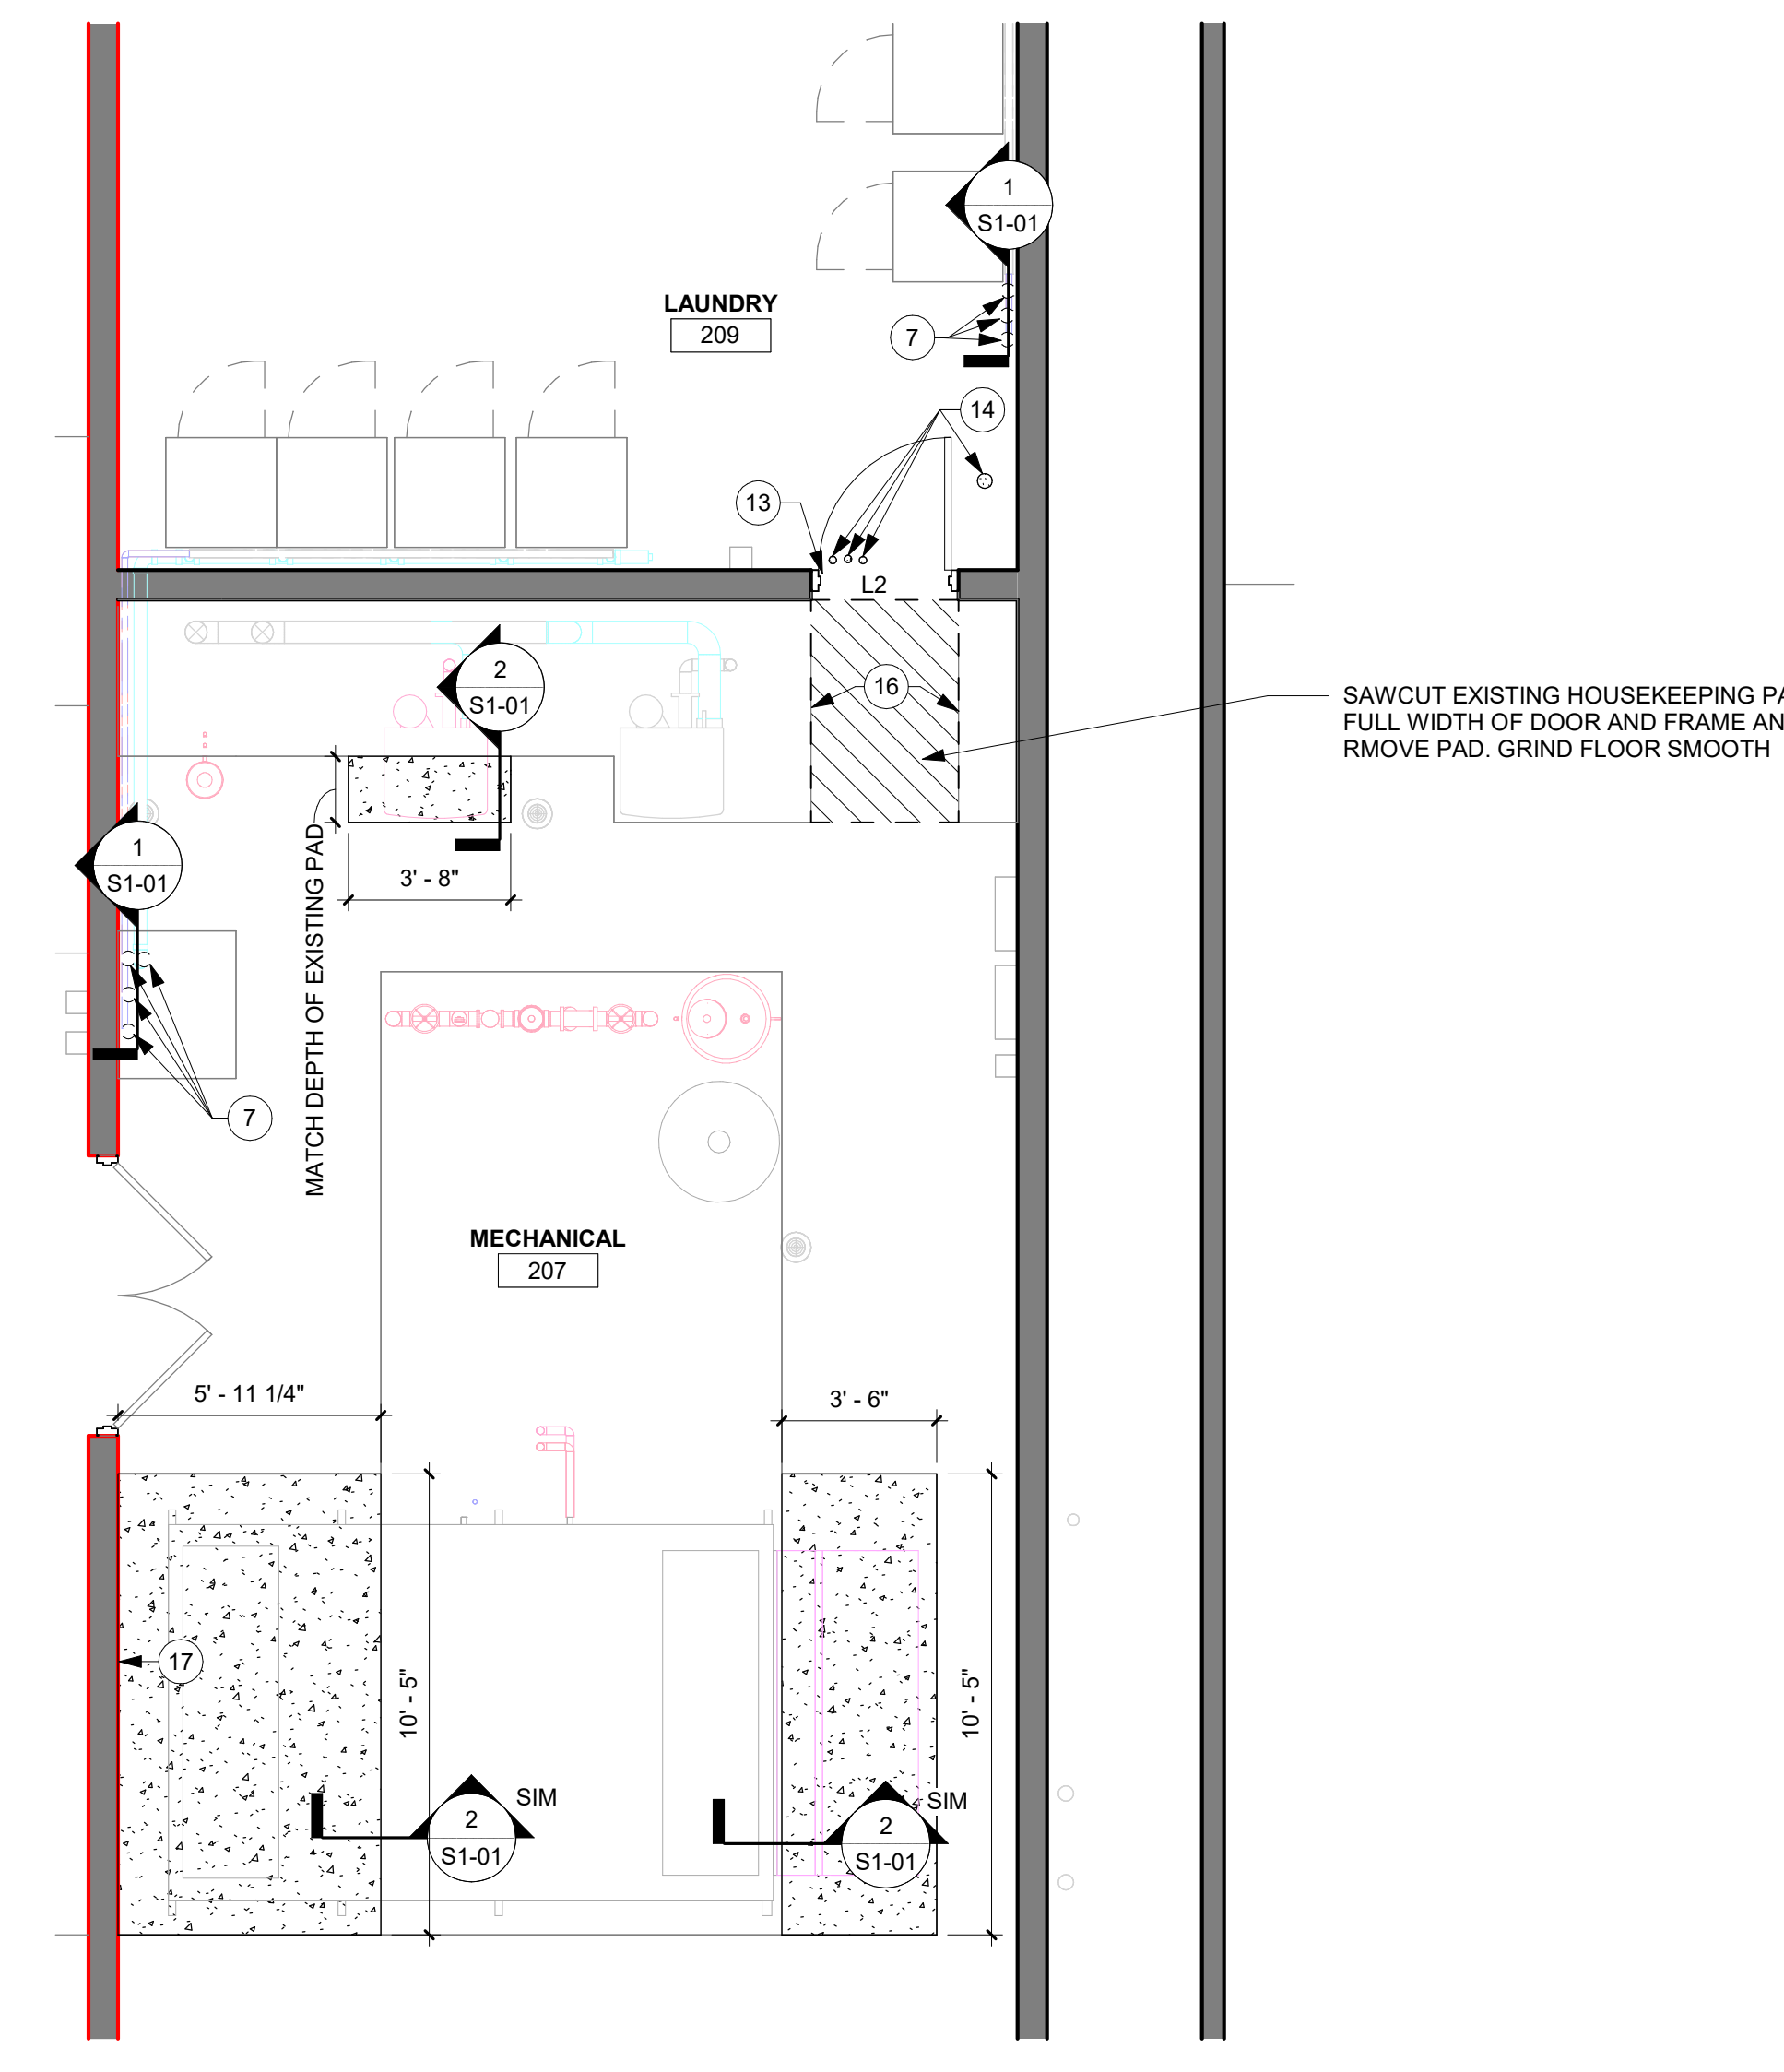 1
S1-01
LAUNDRY
209
7
14
13
L2
2
S1-01
16
SAWCUT EXISTING HOUSEKEEPING PA
FULL WIDTH OF DOOR AND FRAME AN
RMOVE PAD. GRIND FLOOR SMOOTH
1
S1-01
MATCH DEPTH OF EXISTING PAD
3' - 8"
7
MECHANICAL
207
5' - 11 1/4"
3' - 6"
17
10' - 5"
10' - 5"
SIM
2
S1-01
SIM
2
S1-01